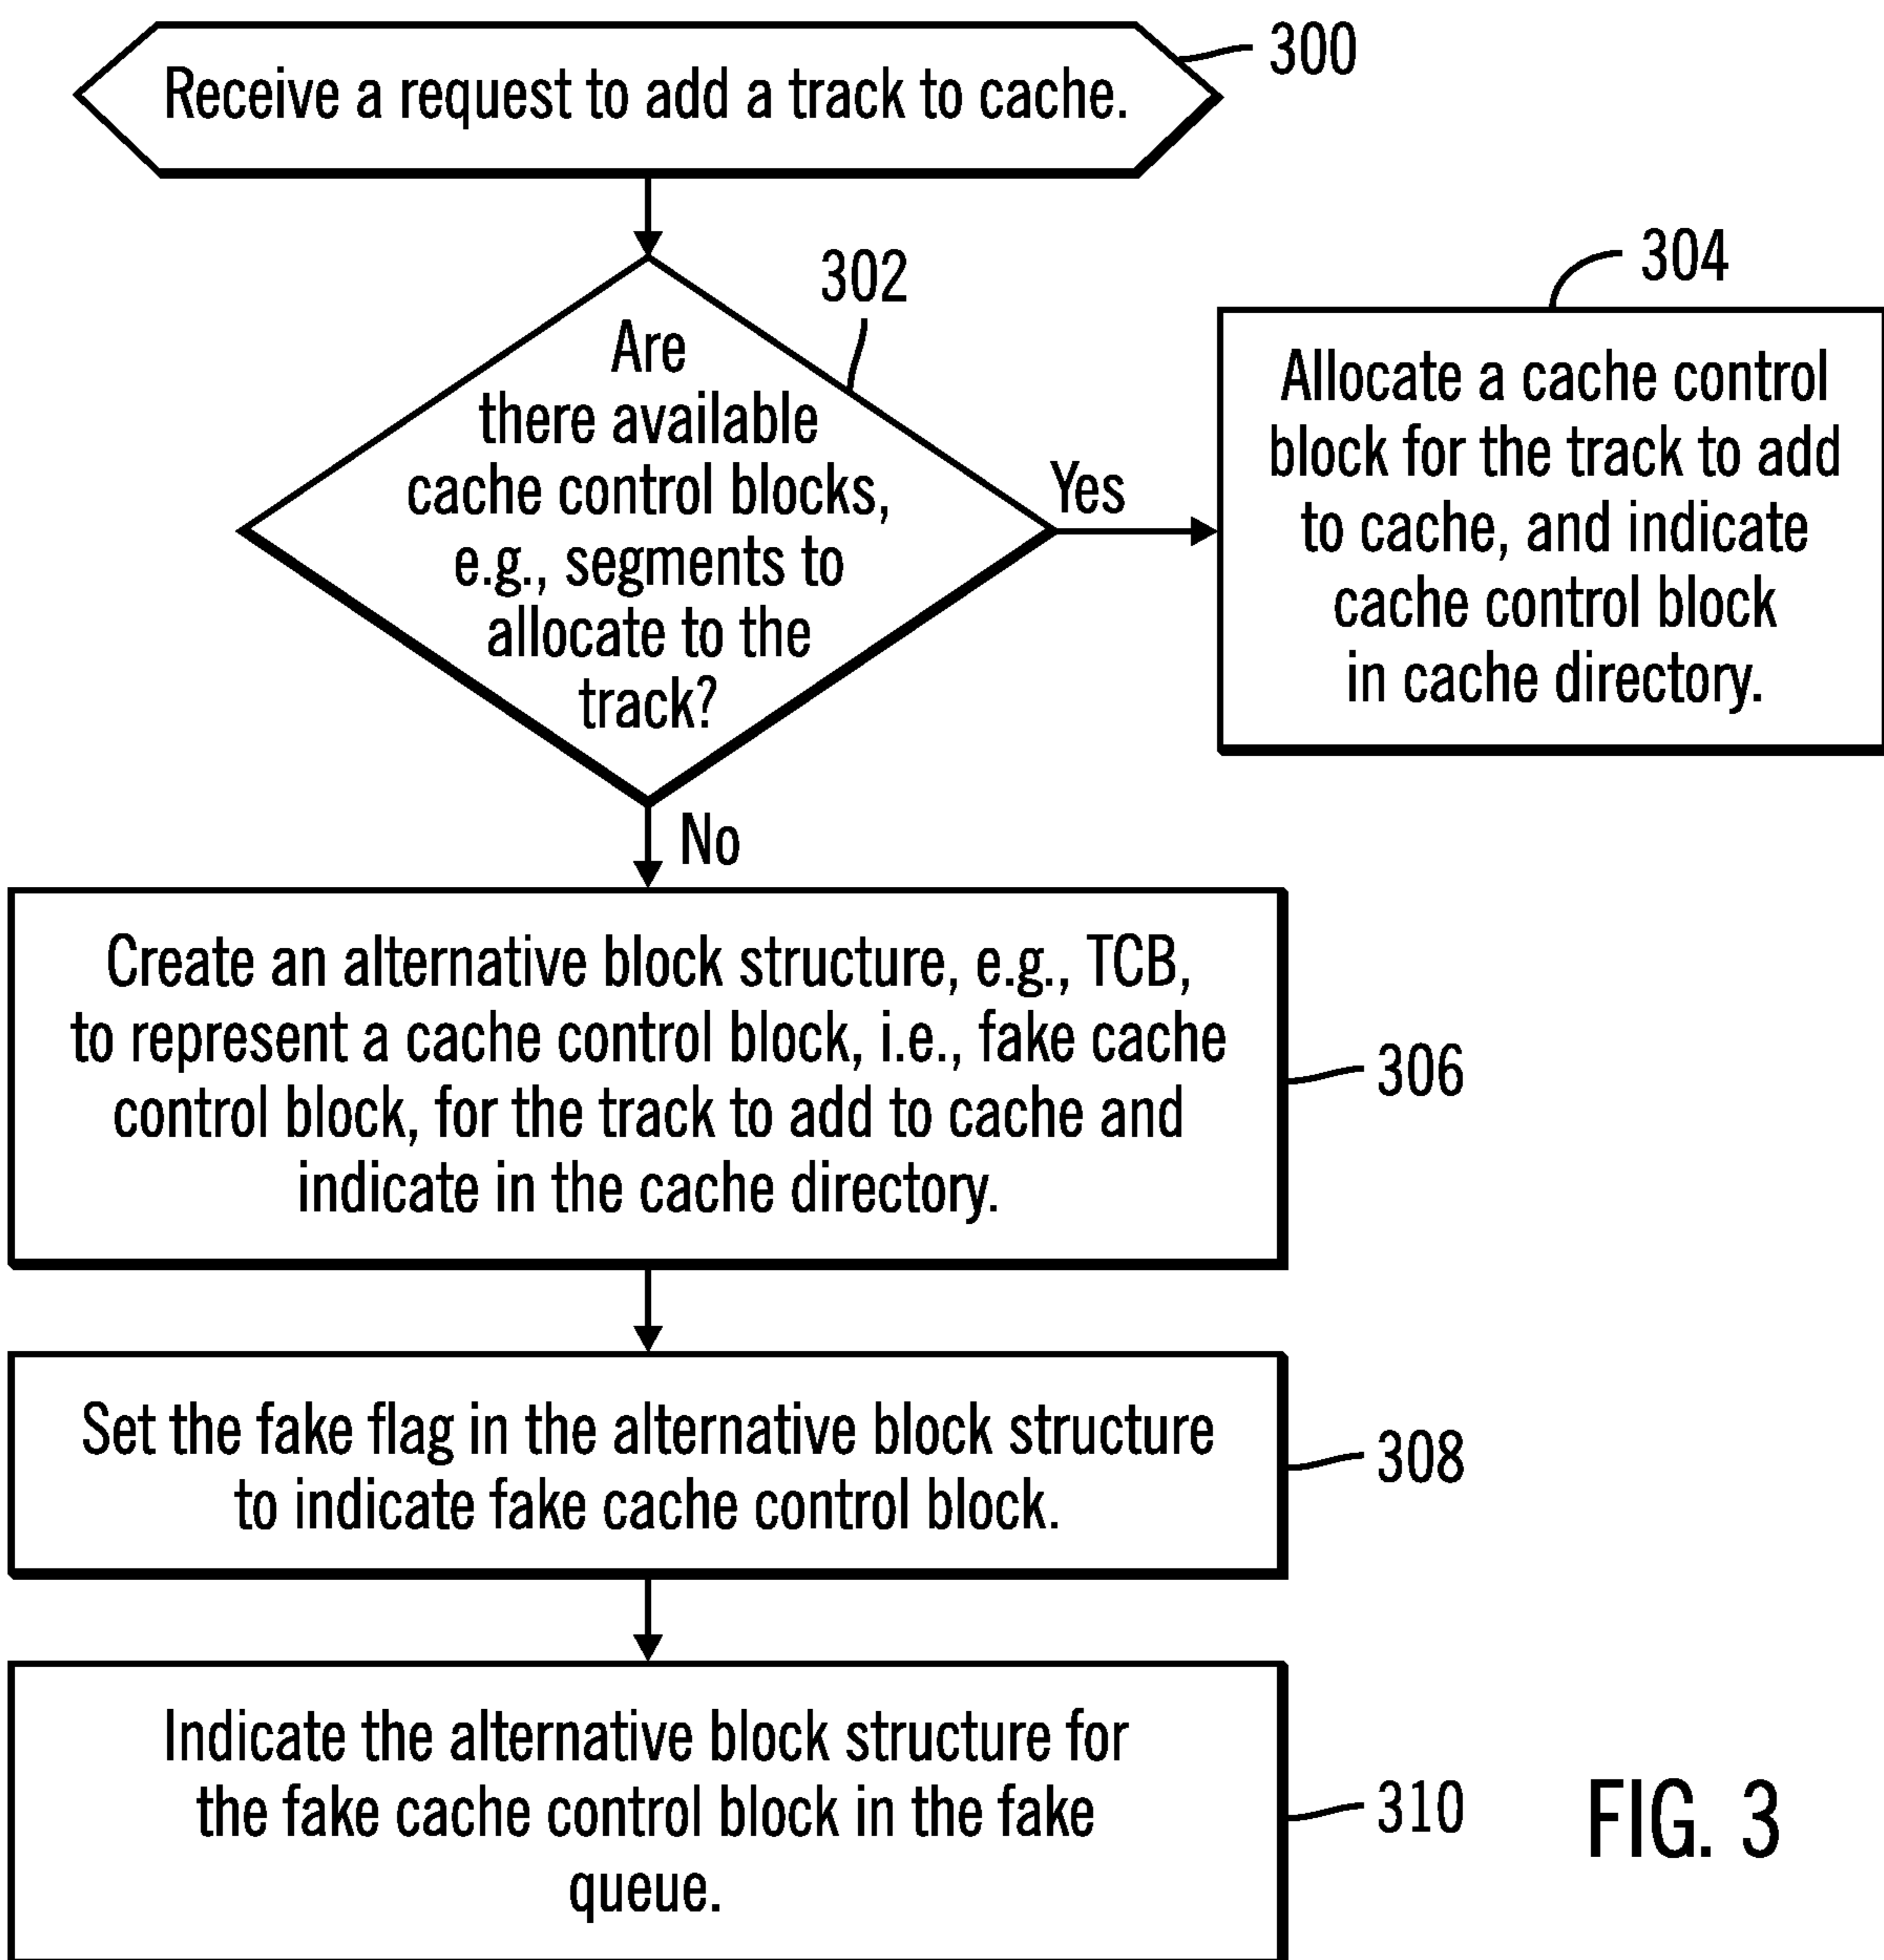 Receive a request to add a track to cache.
300
302
Are
there available
cache control blocks,
e.g., segments to
allocate to the
track?
Yes
304
Allocate a cache control
block for the track to add
to cache, and indicate
cache control block
in cache directory.
No
Create an alternative block structure, e.g., TCB,
to represent a cache control block, i.e., fake cache
control block, for the track to add to cache and
indicate in the cache directory.
306
Set the fake flag in the alternative block structure
to indicate fake cache control block.
308
Indicate the alternative block structure for
the fake cache control block in the fake
queue.
310
FIG. 3